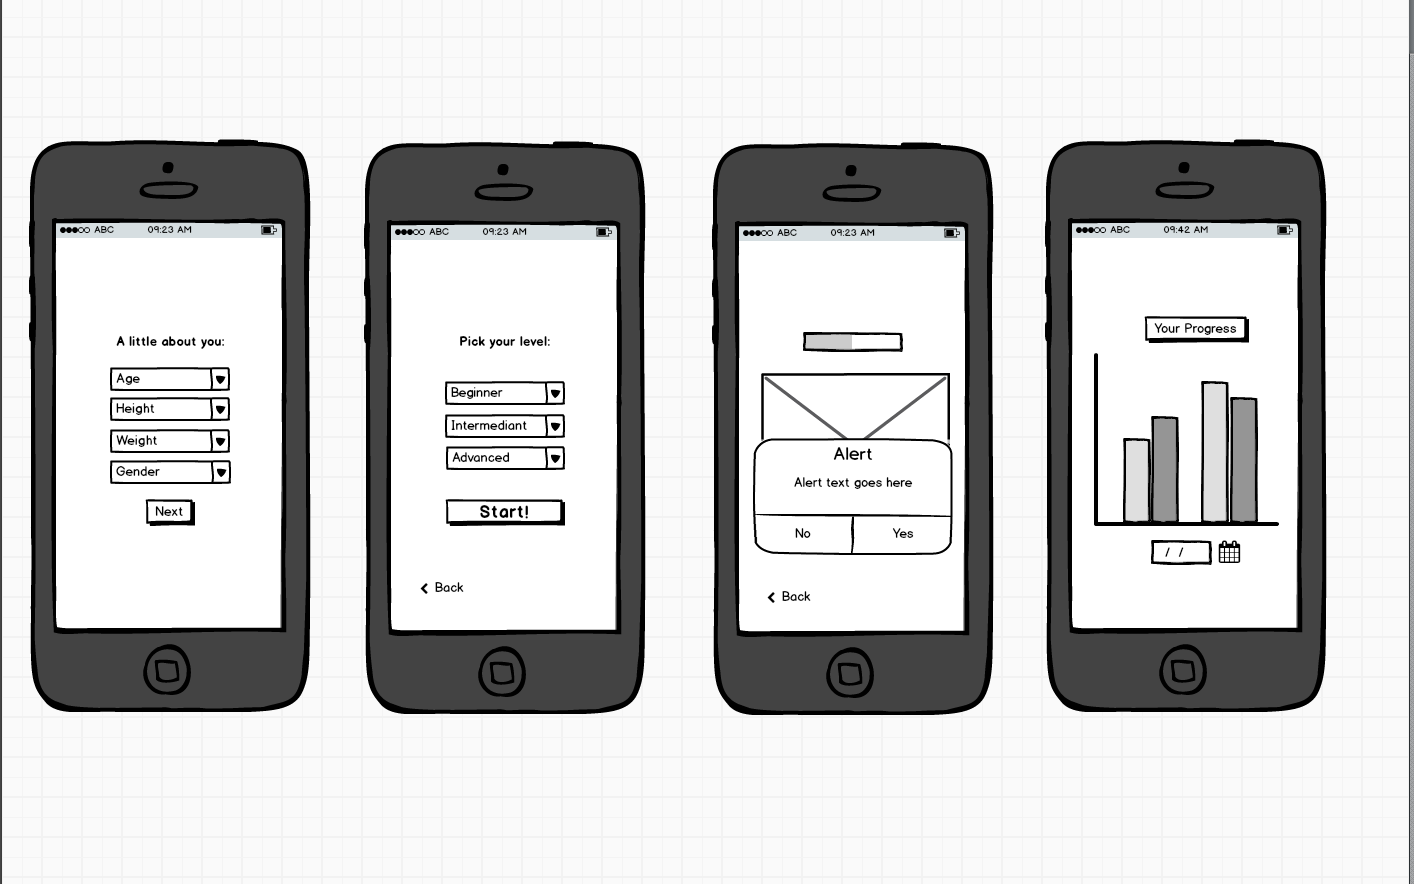 ABC 09:23 AM
A little about you:
Age
Height
Weight
Gender
Next
ABC 09:23 AM
Pick your level:
Beginner
Intermediant
Advanced
Start!
Back
ABC 09:23 AM
Alert
Alert text goes here
No Yes
Back
ABC 09:42 AM
Your Progress
/ /